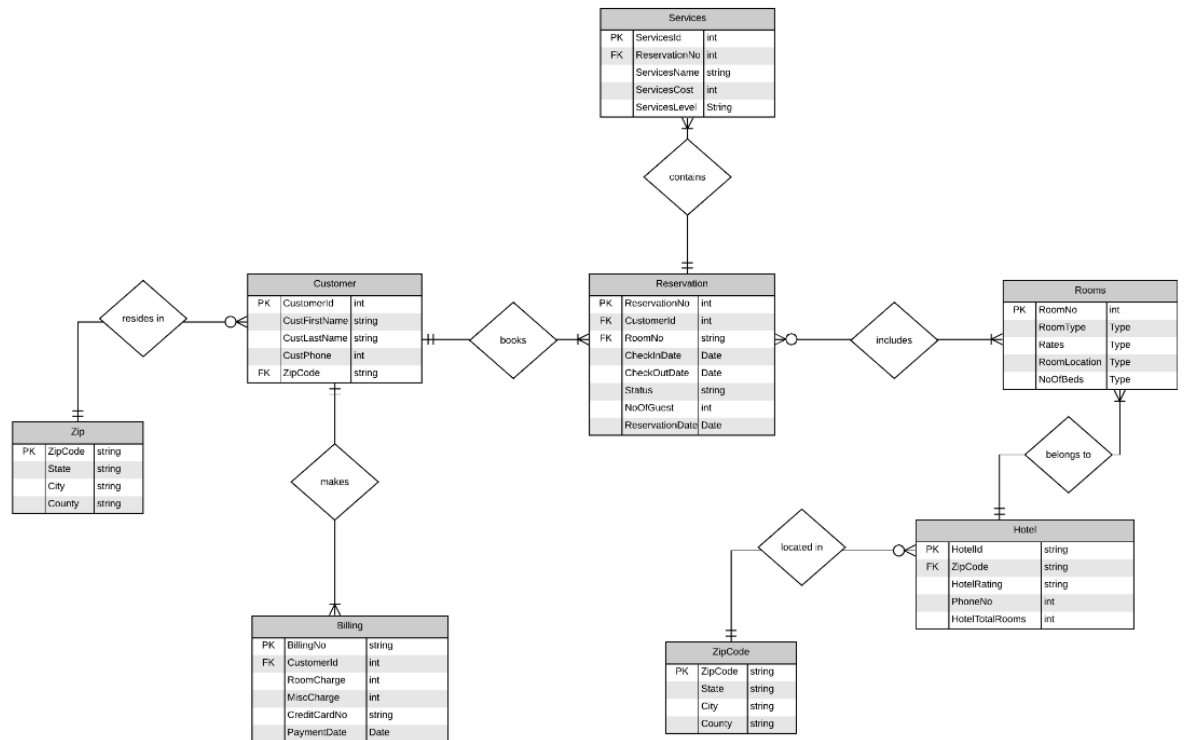 Services
PK ServicesId int
FK ReservationNo int
ServicesName string
ServicesCost int
ServicesLevel String
contains
resides in
Customer
PK CustomerId int
CustFirstName string
CustLastName string
CustPhone int
FK ZipCode string
books
Reservation
PK ReservationNo int
FK CustomerId int
FK RoomNo string
CheckInDate Date
CheckOutDate Date
Status string
NoOfGuest int
ReservationDate Date
includes
Rooms
PK RoomNo int
RoomType Type
Rates Type
RoomLocation Type
NoOfBeds Type
Zip
PK ZipCode string
State string
City string
County string
makes
belongs to
located in
Hotel
PK HotelId string
FK ZipCode string
HotelRating string
PhoneNo int
HotelTotalRooms int
Billing
PK BillingNo string
FK CustomerId int
RoomCharge int
MiscCharge int
CreditCardNo string
PaymentDate Date
ZipCode
PK ZipCode string
State string
City string
County string